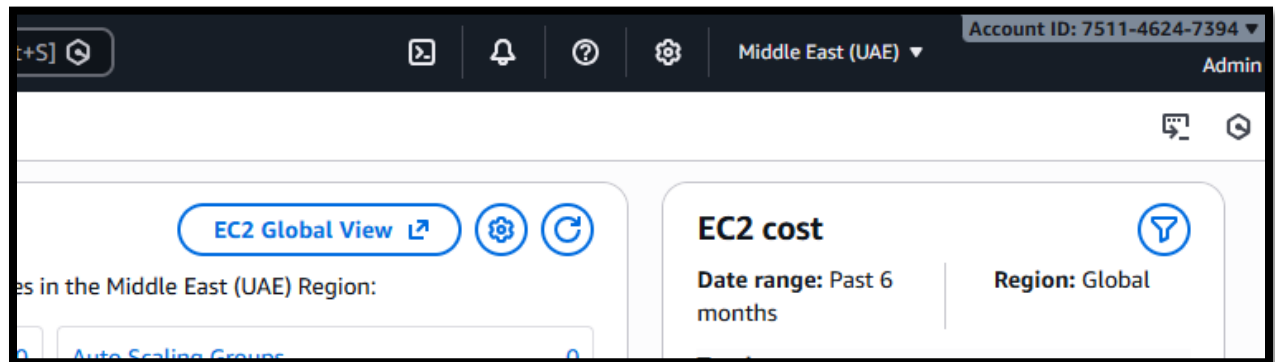 t+S]
Middle East (UAE) ▼
Account ID: 7511-4624-7394 ▼
Admin
EC2 Global View
EC2 cost
es in the Middle East (UAE) Region:
Date range: Past 6
months
Region: Global
0
Auto Scaling Groups
0